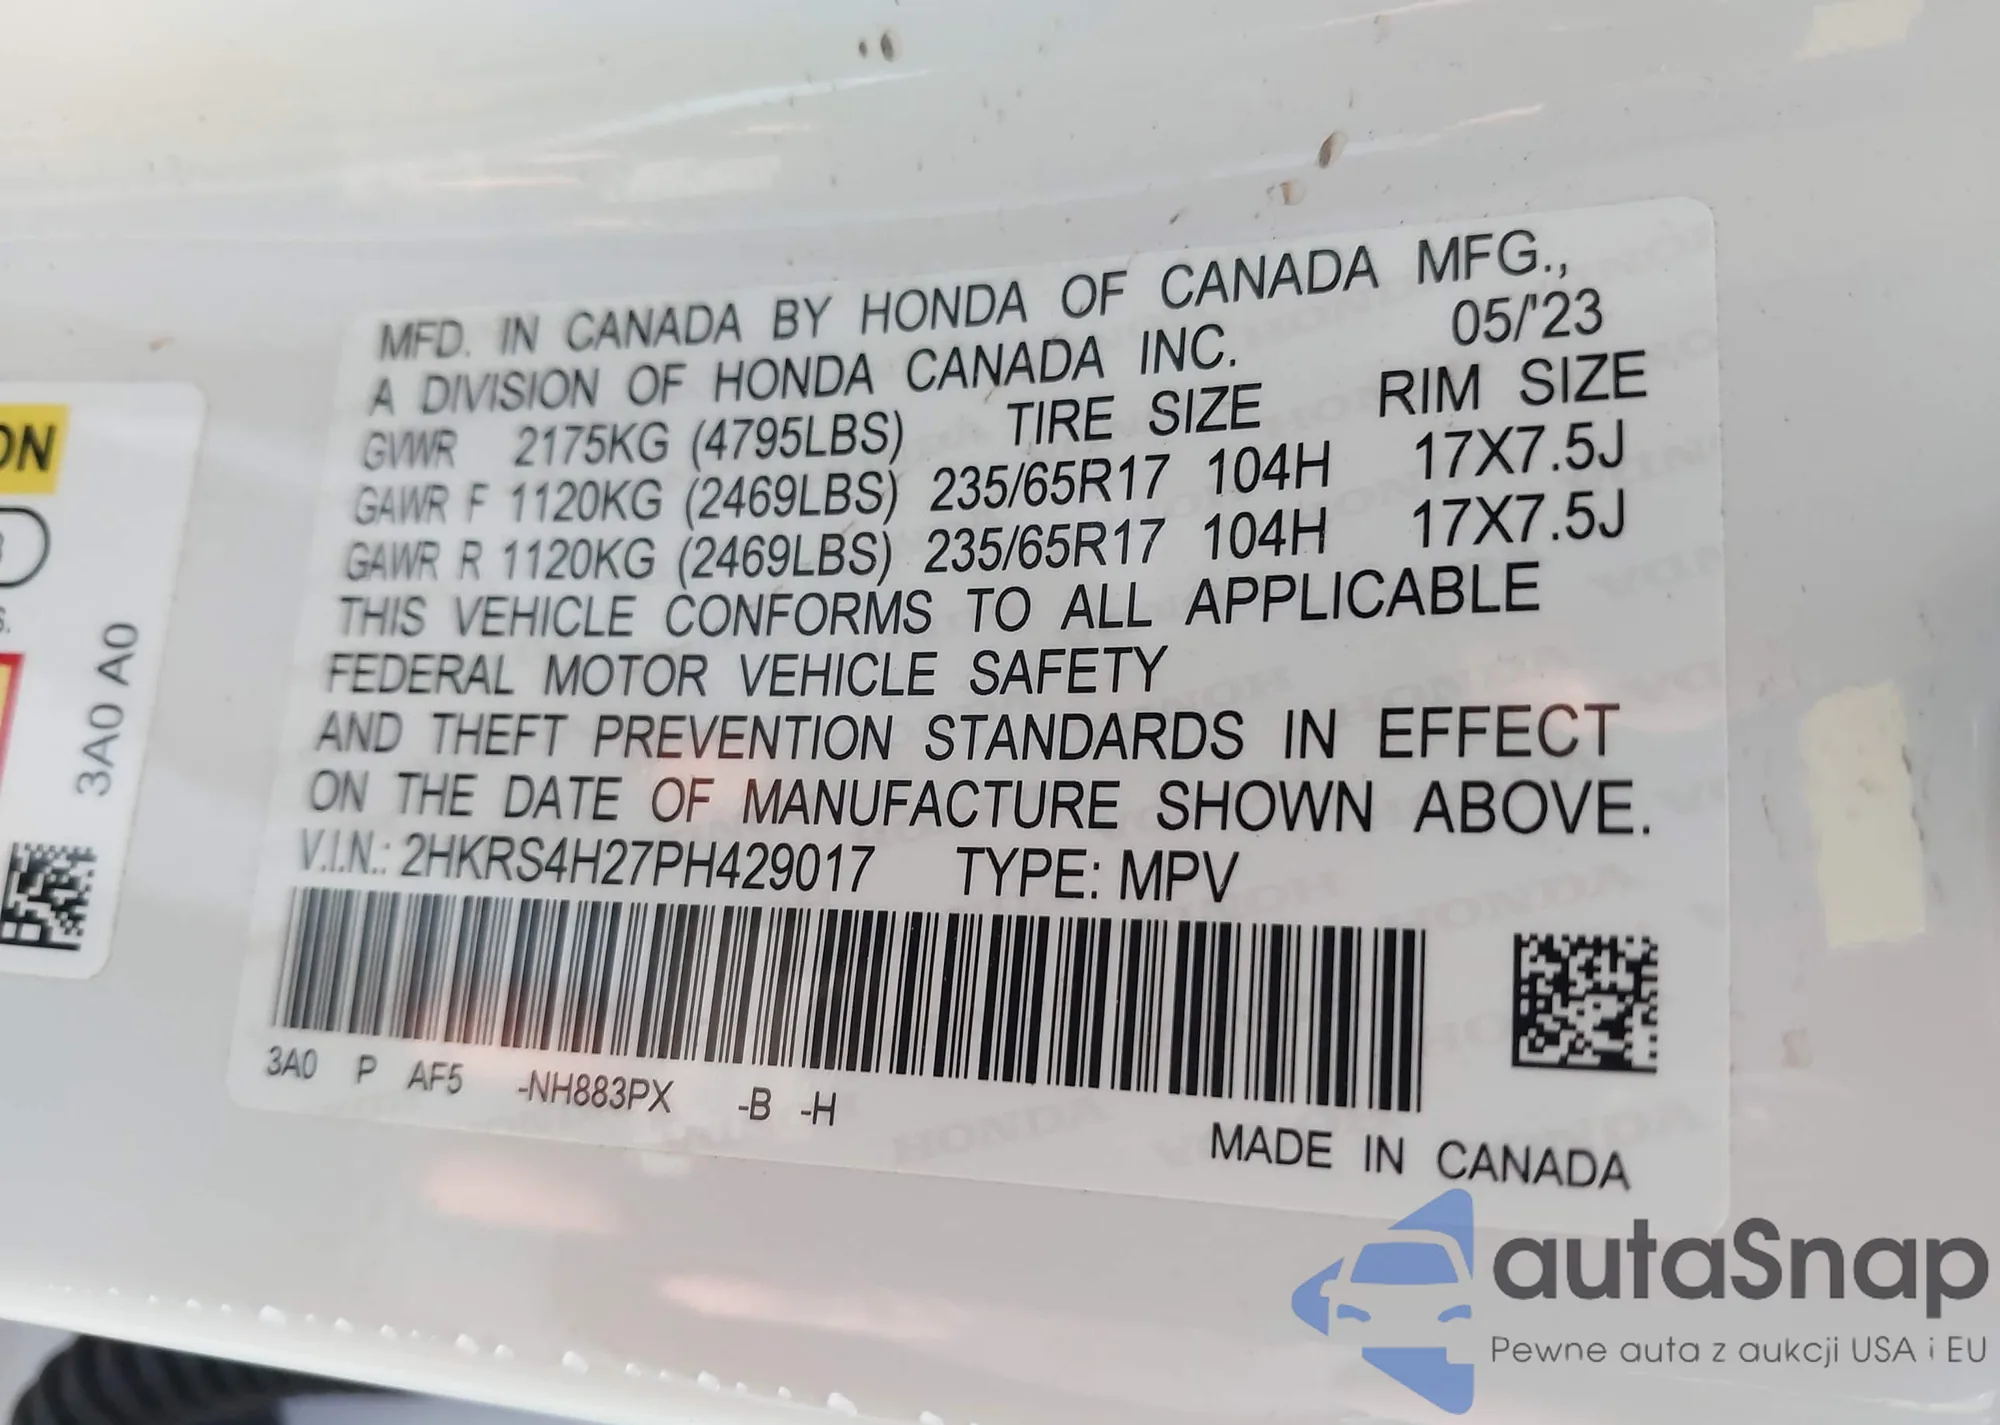 MFD. IN CANADA BY HONDA OF CANADA MFG.,
A DIVISION OF HONDA CANADA INC. 05/'23
GVWR 2175KG (4795LBS) TIRE SIZE RIM SIZE
GAWR F 1120KG (2469LBS) 235/65R17 104H 17X7.5J
GAWR R 1120KG (2469LBS) 235/65R17 104H 17X7.5J
THIS VEHICLE CONFORMS TO ALL APPLICABLE
FEDERAL MOTOR VEHICLE SAFETY
AND THEFT PREVENTION STANDARDS IN EFFECT
ON THE DATE OF MANUFACTURE SHOWN ABOVE.
V.I.N.: 2HKRS4H27PH429017 TYPE: MPV
3A0 P AF5 -NH883PX -B -H
MADE IN CANADA
3A0 A0
autaSnap
Pewne auta z aukcji USA i EU